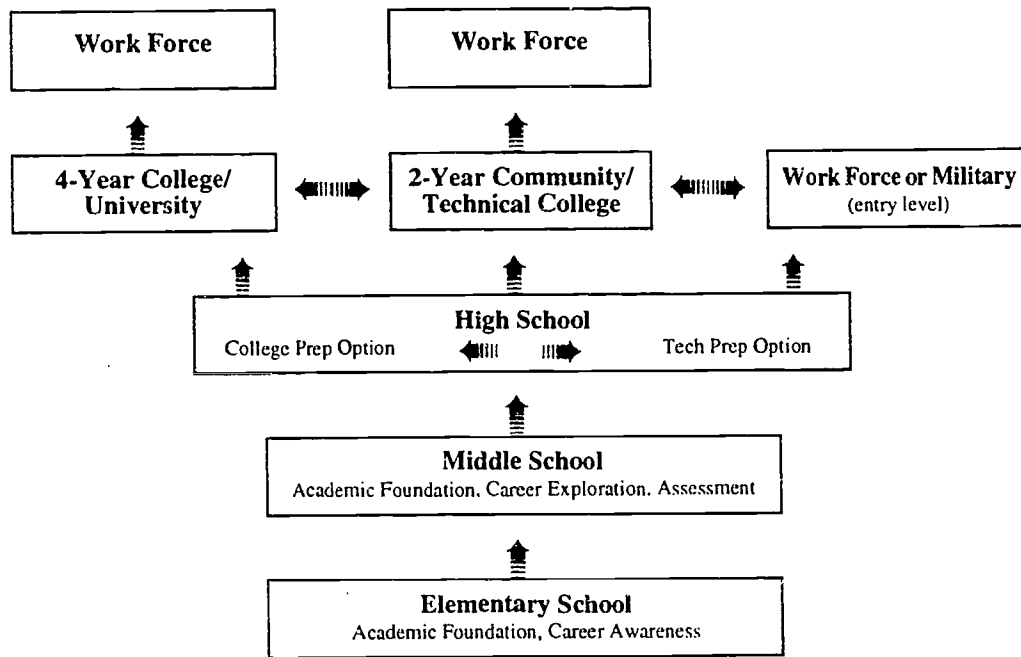 Work Force
Work Force
4-Year College/
University
2-Year Community/
Technical College
Work Force or Military
(entry level)
High School
College Prep Option
Tech Prep Option
Middle School
Academic Foundation, Career Exploration, Assessment
Elementary School
Academic Foundation, Career Awareness